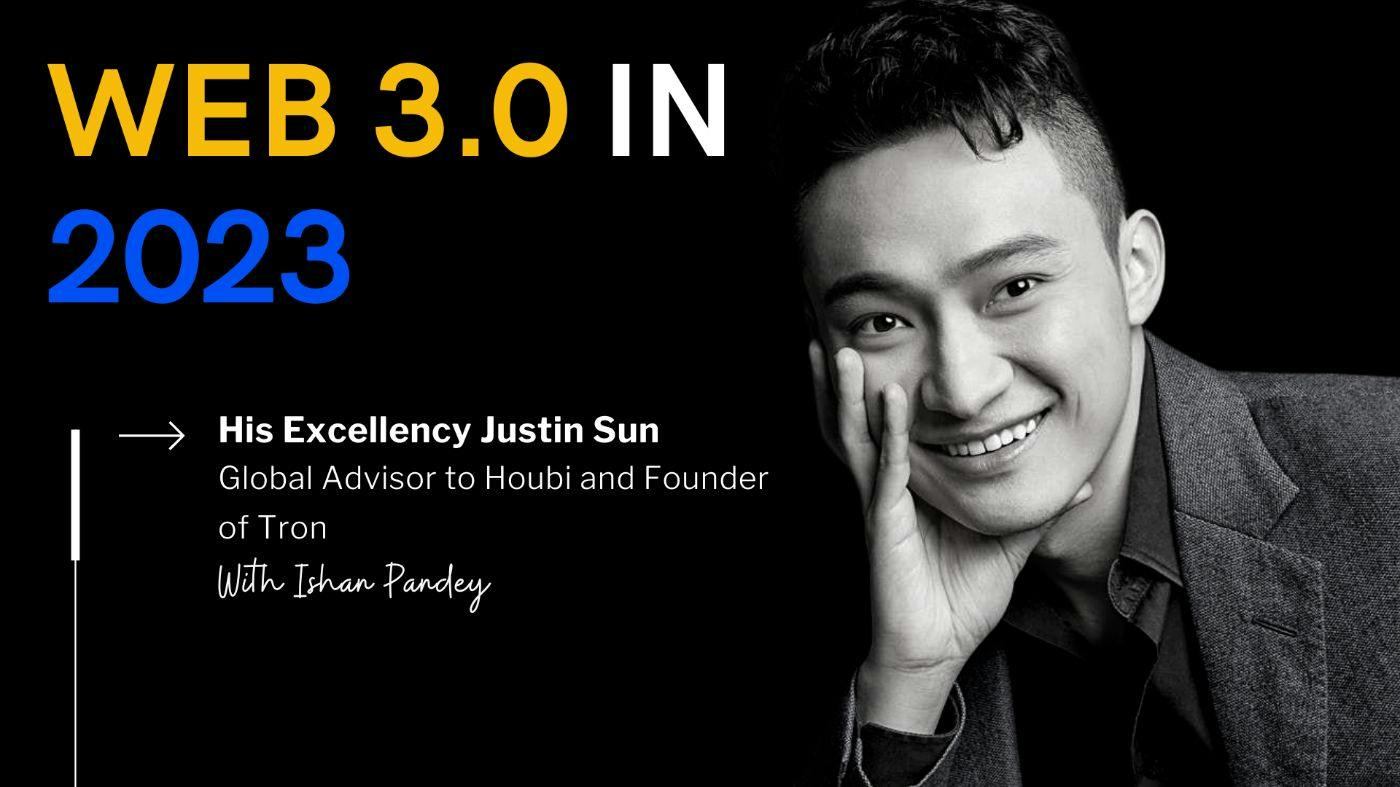 WEB 3.0 IN
2023
His Excellency Justin Sun
Global Advisor to Houbi and Founder
of Tron
With Ishan Pandey